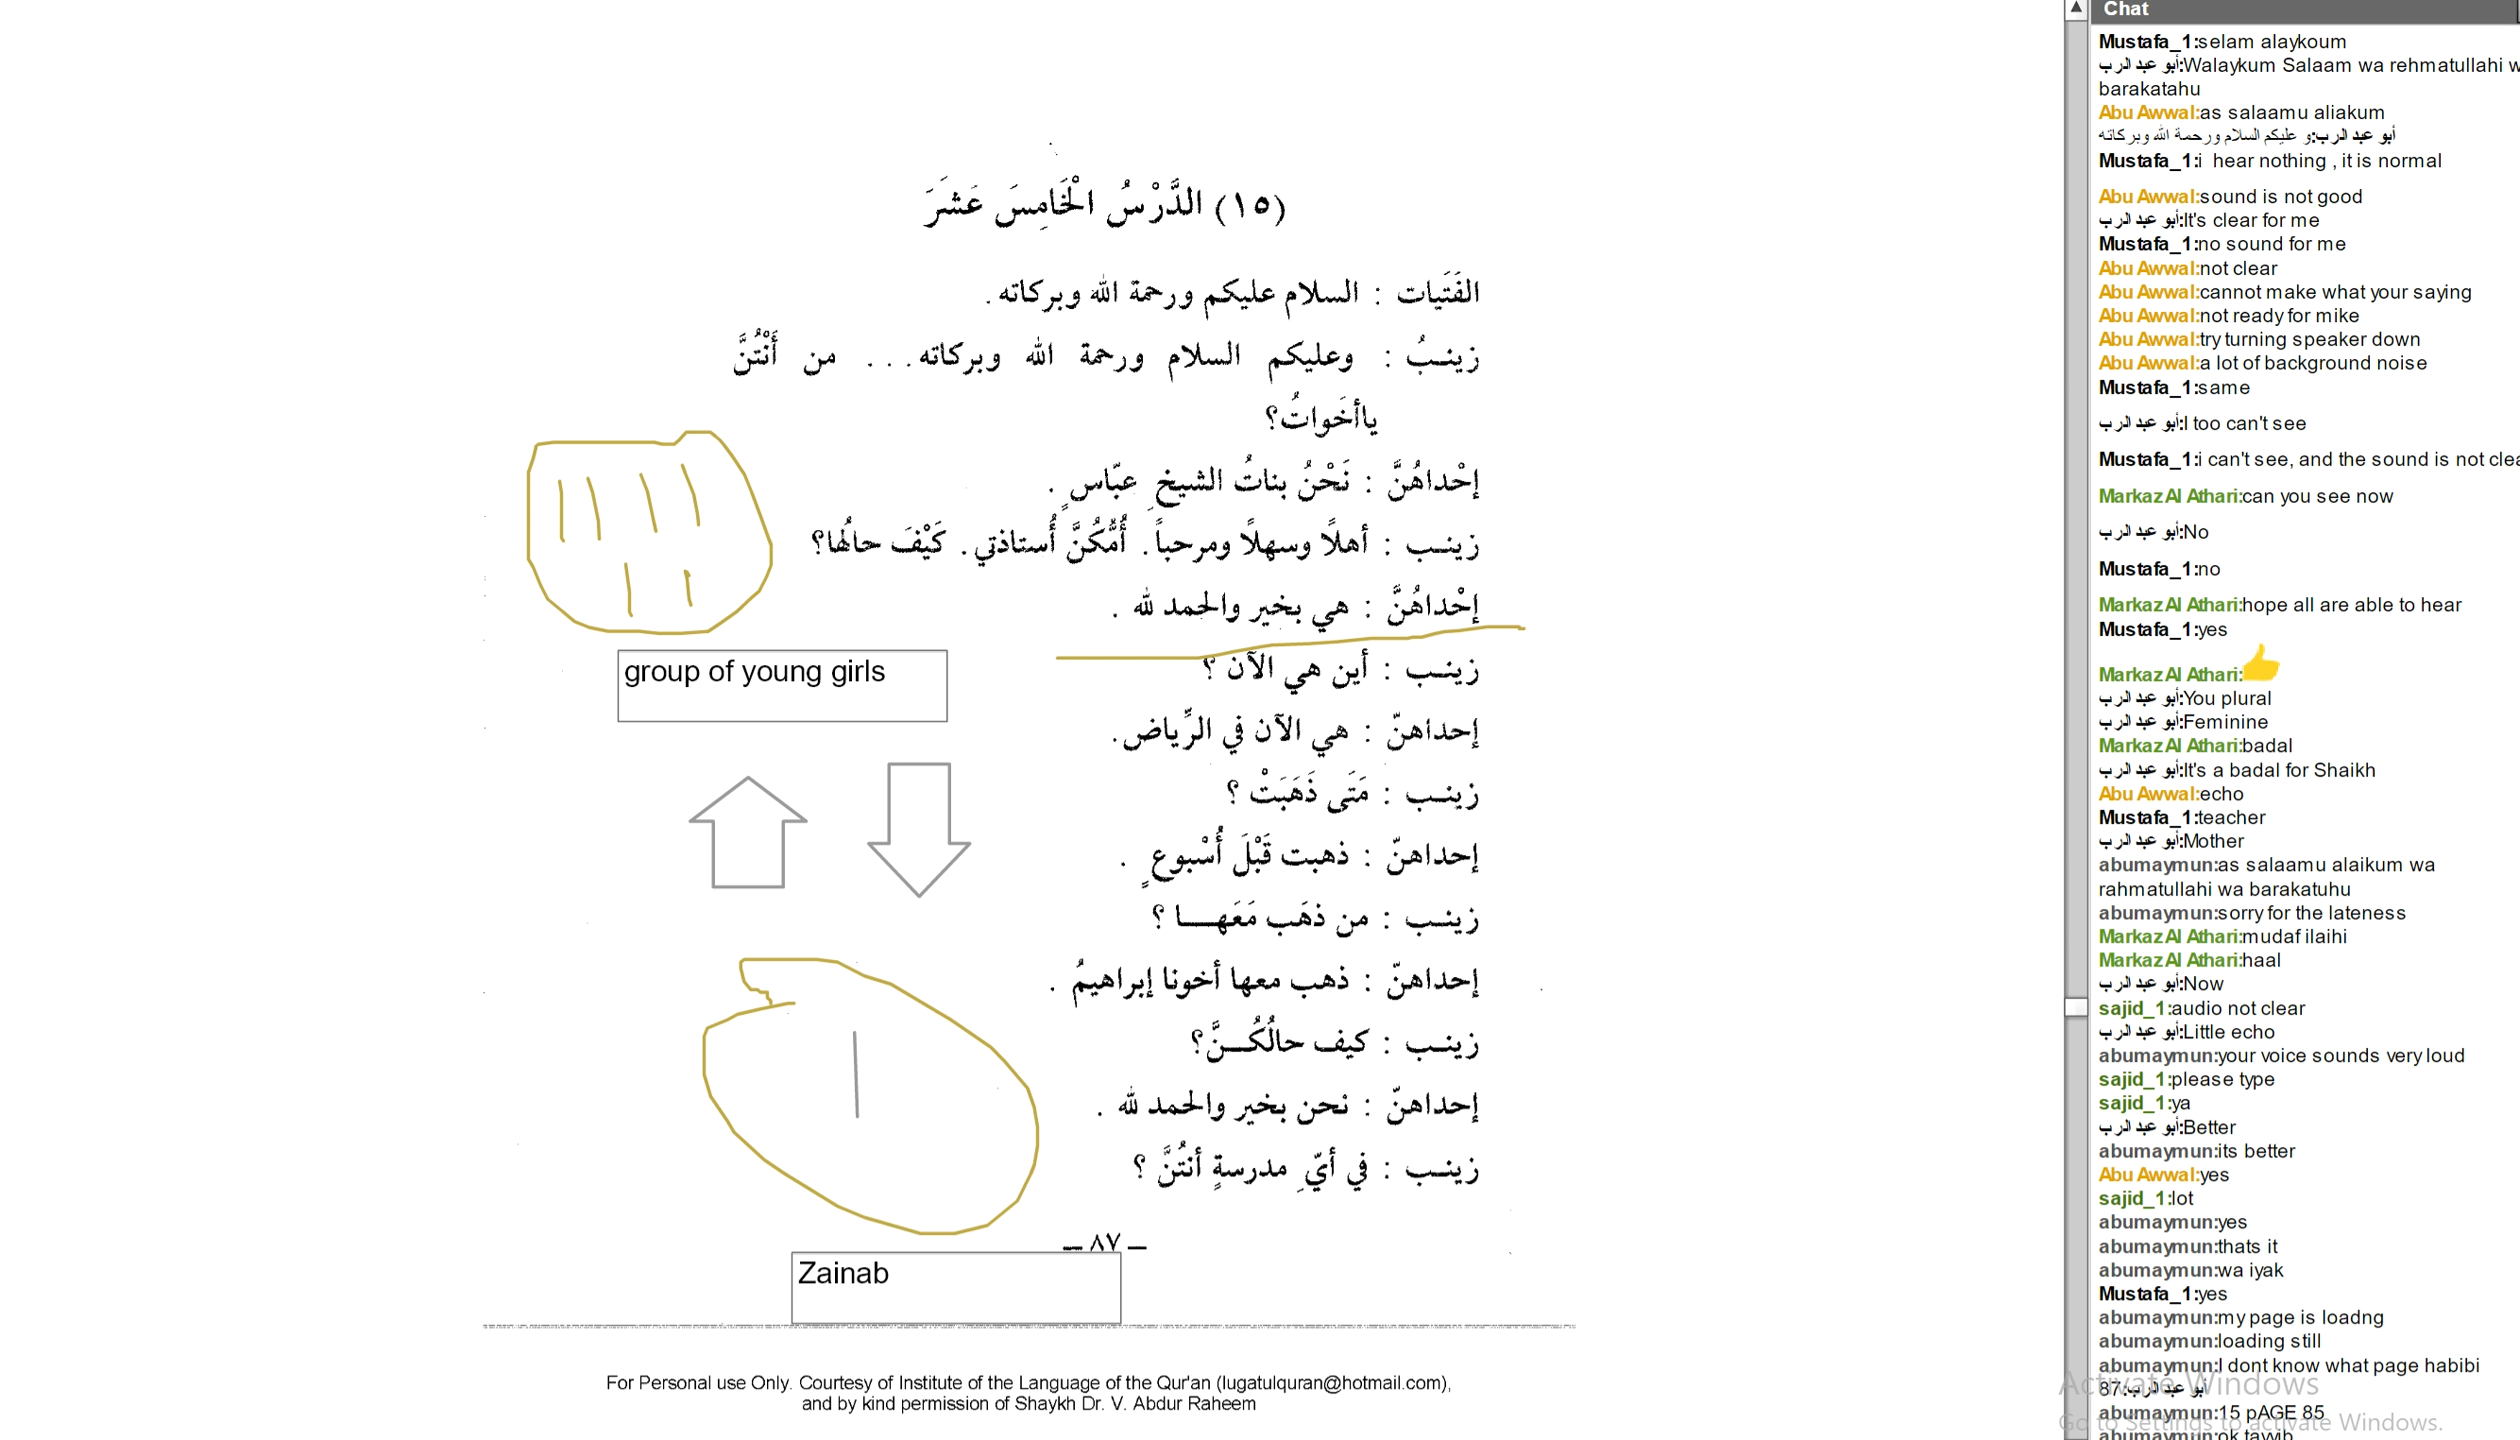 (١٥) الدَّرْسُ الْخَامِسَ عَشَرَ
الفَتَيات : السلام عليكم ورحمة الله وبركاته .
زينبُ : وعليكم السلام ورحمة الله وبركاته... من أَنْتُنَّ
ياأَخَواتُ؟
إحْداهُنَّ : نَحْنُ بناتُ الشيخِ عبّاسٍ .
زينب : أهلاً وسهلاً ومرحباً. أُمُّكُنَّ أُستاذتي. كَيْفَ حالُها؟
إحْداهُنَّ : هي بخير والحمد لله .
زينب : أين هي الآن ؟
إحداهنّ : هي الآن في الرِّياض.
زينب : مَتَى ذَهَبَتْ ؟
إحداهنّ : ذهبت قَبْلَ أُسْبوعٍ .
زينب : من ذهَب مَعَها ؟
إحداهنّ : ذهب معها أخونا إبراهيمُ .
زينب : كيف حالُكُنَّ؟
إحداهنّ : نحن بخير والحمد لله .
زينب : في أيِّ مدرسةٍ أنتُنَّ ؟
group of young girls
— ٨٧ —
Zainab
For Personal use Only. Courtesy of Institute of the Language of the Qur'an (lugatulquran@hotmail.com),
and by kind permission of Shaykh Dr. V. Abdur Raheem
Chat
Mustafa_1:selam alaykoum
أبو عبد الرب:Walaykum Salaam wa rehmatullahi w
barakatahu
Abu Awwal:as salaamu aliakum
أبو عبد الرب:و عليكم السلام ورحمة الله وبركاته
Mustafa_1:i hear nothing , it is normal
Abu Awwal:sound is not good
أبو عبد الرب:It's clear for me
Mustafa_1:no sound for me
Abu Awwal:not clear
Abu Awwal:cannot make what your saying
Abu Awwal:not ready for mike
Abu Awwal:try turning speaker down
Abu Awwal:a lot of background noise
Mustafa_1:same
أبو عبد الرب:I too can't see
Mustafa_1:i can't see, and the sound is not clea
Markaz Al Athari:can you see now
أبو عبد الرب:No
Mustafa_1:no
Markaz Al Athari:hope all are able to hear
Mustafa_1:yes
Markaz Al Athari:
أبو عبد الرب:You plural
أبو عبد الرب:Feminine
Markaz Al Athari:badal
أبو عبد الرب:It's a badal for Shaikh
Abu Awwal:echo
Mustafa_1:teacher
أبو عبد الرب:Mother
abumaymun:as salaamu alaikum wa
rahmatullahi wa barakatuhu
abumaymun:sorry for the lateness
Markaz Al Athari:mudaf ilaihi
Markaz Al Athari:haal
أبو عبد الرب:Now
sajid_1:audio not clear
أبو عبد الرب:Little echo
abumaymun:your voice sounds very loud
sajid_1:please type
sajid_1:ya
أبو عبد الرب:Better
abumaymun:its better
Abu Awwal:yes
sajid_1:lot
abumaymun:yes
abumaymun:thats it
abumaymun:wa iyak
Mustafa_1:yes
abumaymun:my page is loadng
abumaymun:loading still
abumaymun:I dont know what page habibi
أبو عبد الرب:87
abumaymun:15 pAGE 85
abumaymun:ok tayyib
Activate Windows
Go to Settings to activate Windows.